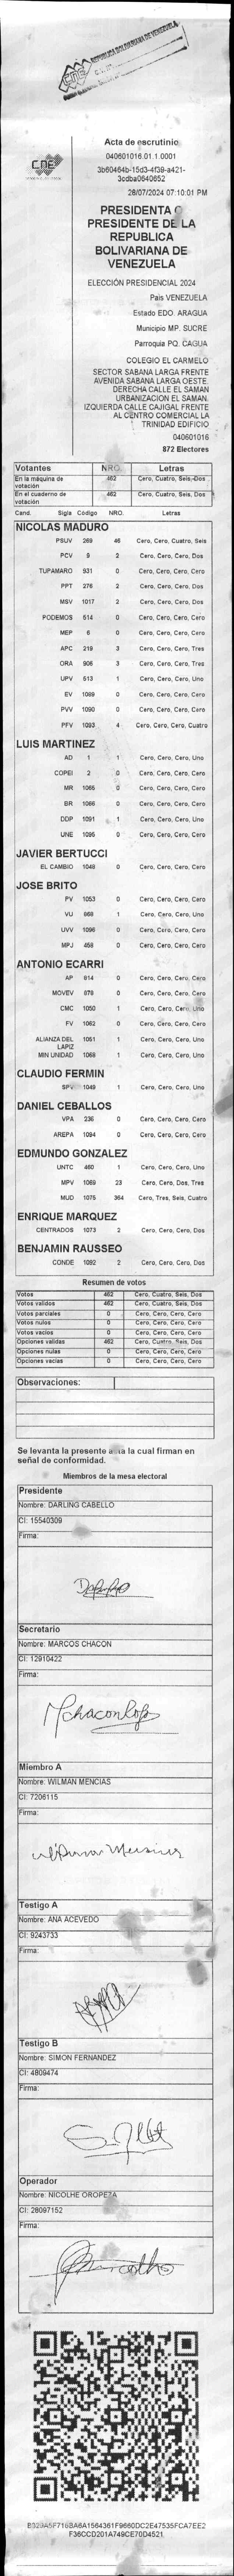 REPUBLICA BOLIVARIANA DE VENEZUELA
CNE
Acta de escrutinio
040601016.01.1.0001
3b60464b-15d3-4f39-a421-
3cdba0640652
28/07/2024 07:10:01 PM
CNE
PRESIDENTA O
PRESIDENTE DE LA
REPUBLICA
BOLIVARIANA DE
VENEZUELA
ELECCIÓN PRESIDENCIAL 2024
Pais VENEZUELA
Estado EDO. ARAGUA
Municipio MP. SUCRE
Parroquia PQ. CAGUA
COLEGIO EL CARMELO
SECTOR SABANA LARGA FRENTE
AVENIDA SABANA LARGA OESTE.
DERECHA CALLE EL SAMAN
URBANIZACION EL SAMAN.
IZQUIERDA CALLE CAJIGAL FRENTE
AL CENTRO COMERCIAL LA
TRINIDAD EDIFICIO
040601016
872 Electores
Votantes NRO. Letras
En la máquina de votación 462 Cero, Cuatro, Seis, Dos
En el cuaderno de votación 462 Cero, Cuatro, Seis, Dos
Cand. Sigla Código NRO. Letras
NICOLAS MADURO
PSUV 269 46 Cero, Cero, Cuatro, Seis
PCV 9 2 Cero, Cero, Cero, Dos
TUPAMARO 931 0 Cero, Cero, Cero, Cero
PPT 276 2 Cero, Cero, Cero, Dos
MSV 1017 2 Cero, Cero, Cero, Dos
PODEMOS 514 0 Cero, Cero, Cero, Cero
MEP 6 0 Cero, Cero, Cero, Cero
APC 219 3 Cero, Cero, Cero, Tres
ORA 906 3 Cero, Cero, Cero, Tres
UPV 513 1 Cero, Cero, Cero, Uno
EV 1089 0 Cero, Cero, Cero, Cero
PVV 1090 0 Cero, Cero, Cero, Cero
PFV 1093 4 Cero, Cero, Cero, Cuatro
LUIS MARTINEZ
AD 1 1 Cero, Cero, Cero, Uno
COPEI 2 0 Cero, Cero, Cero, Cero
MR 1065 0 Cero, Cero, Cero, Cero
BR 1086 0 Cero, Cero, Cero, Cero
DDP 1091 1 Cero, Cero, Cero, Uno
UNE 1095 0 Cero, Cero, Cero, Cero
JAVIER BERTUCCI
EL CAMBIO 1048 0 Cero, Cero, Cero, Cero
JOSE BRITO
PV 1053 0 Cero, Cero, Cero, Cero
VU 668 1 Cero, Cero, Cero, Uno
UVV 1096 0 Cero, Cero, Cero, Cero
MPJ 458 0 Cero, Cero, Cero, Cero
ANTONIO ECARRI
AP 814 0 Cero, Cero, Cero, Cero
MOVEV 879 0 Cero, Cero, Cero, Cero
CMC 1050 1 Cero, Cero, Cero, Uno
FV 1062 0 Cero, Cero, Cero, Cero
ALIANZA DEL LAPIZ 1051 1 Cero, Cero, Cero, Uno
MIN UNIDAD 1068 1 Cero, Cero, Cero, Uno
CLAUDIO FERMIN
SPV 1049 1 Cero, Cero, Cero, Uno
DANIEL CEBALLOS
VPA 236 0 Cero, Cero, Cero, Cero
AREPA 1094 0 Cero, Cero, Cero, Cero
EDMUNDO GONZALEZ
UNTC 460 1 Cero, Cero, Cero, Uno
MPV 1069 23 Cero, Cero, Dos, Tres
MUD 1075 364 Cero, Tres, Seis, Cuatro
ENRIQUE MARQUEZ
CENTRADOS 1073 2 Cero, Cero, Cero, Dos
BENJAMIN RAUSSEO
CONDE 1092 2 Cero, Cero, Cero, Dos
Resumen de votos
Votos 462 Cero, Cuatro, Seis, Dos
Votos validos 462 Cero, Cuatro, Seis, Dos
Votos parciales 0 Cero, Cero, Cero, Cero
Votos nulos 0 Cero, Cero, Cero, Cero
Votos vacios 0 Cero, Cero, Cero, Cero
Opciones validas 462 Cero, Cuatro, Seis, Dos
Opciones nulas 0 Cero, Cero, Cero, Cero
Opciones vacias 0 Cero, Cero, Cero, Cero
Observaciones:
Se levanta la presente acta la cual firman en
señal de conformidad.
Miembros de la mesa electoral
Presidente
Nombre: DARLING CABELLO
CI: 15540309
Firma:
Secretario
Nombre: MARCOS CHACON
CI: 12910422
Firma:
Mchaconlop
Miembro A
Nombre: WILMAN MENCIAS
CI: 7206115
Firma:
Testigo A
Nombre: ANA ACEVEDO
CI: 9243733
Firma:
Testigo B
Nombre: SIMON FERNANDEZ
CI: 4809474
Firma:
Operador
Nombre: NICOLHE OROPEZA
CI: 28097152
Firma:
B329A5F716BA6A1564361F9660DC2E47535FCA7EE2
F36CCD201A749CE70D4521